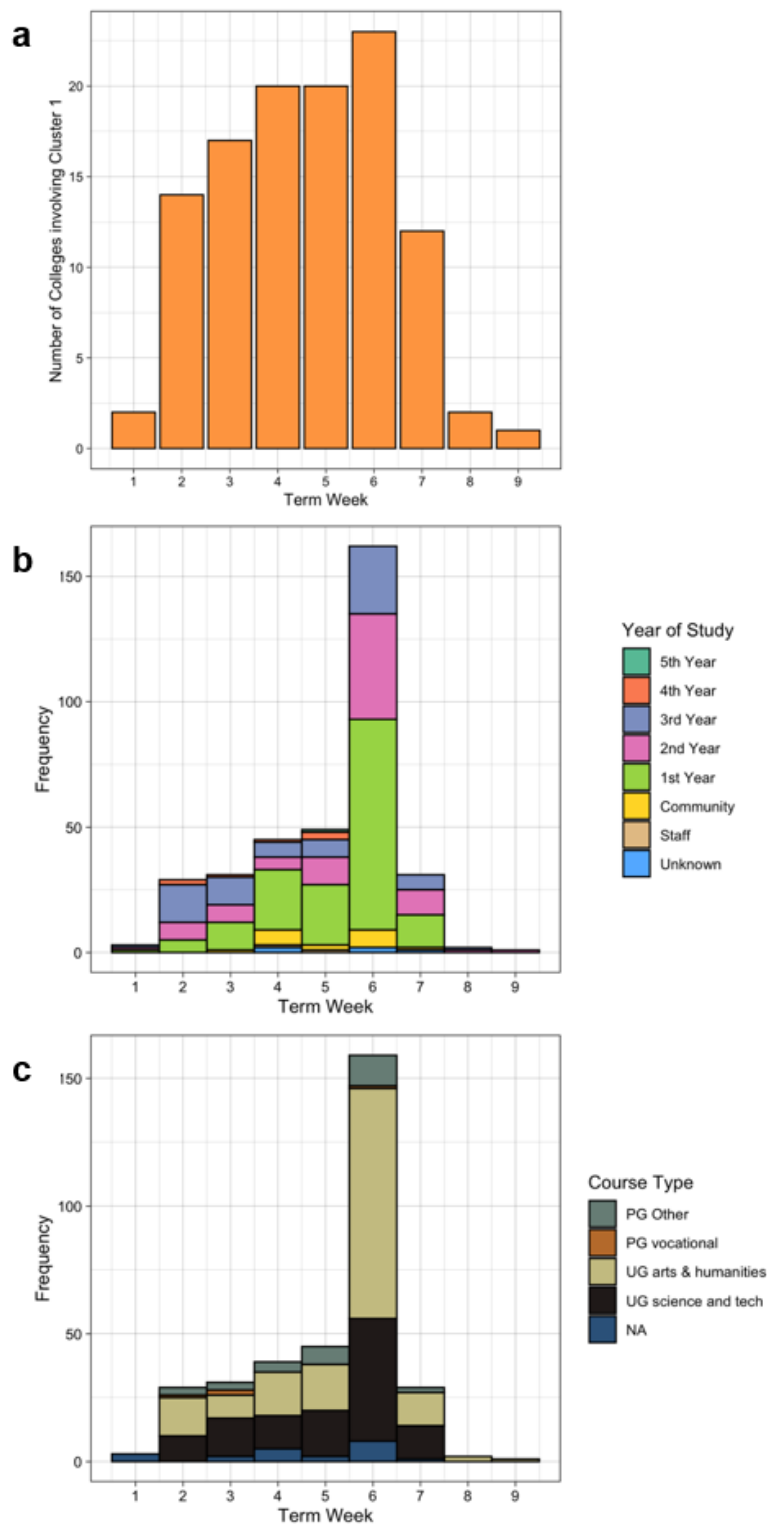 a
Number of Colleges involving Cluster 1
20
15
10
5
0
1 2 3 4 5 6 7 8 9
Term Week
b
Frequency
150
100
50
0
1 2 3 4 5 6 7 8 9
Term Week
Year of Study
5th Year
4th Year
3rd Year
2nd Year
1st Year
Community
Staff
Unknown
c
Frequency
150
100
50
0
1 2 3 4 5 6 7 8 9
Term Week
Course Type
PG Other
PG vocational
UG arts & humanities
UG science and tech
NA